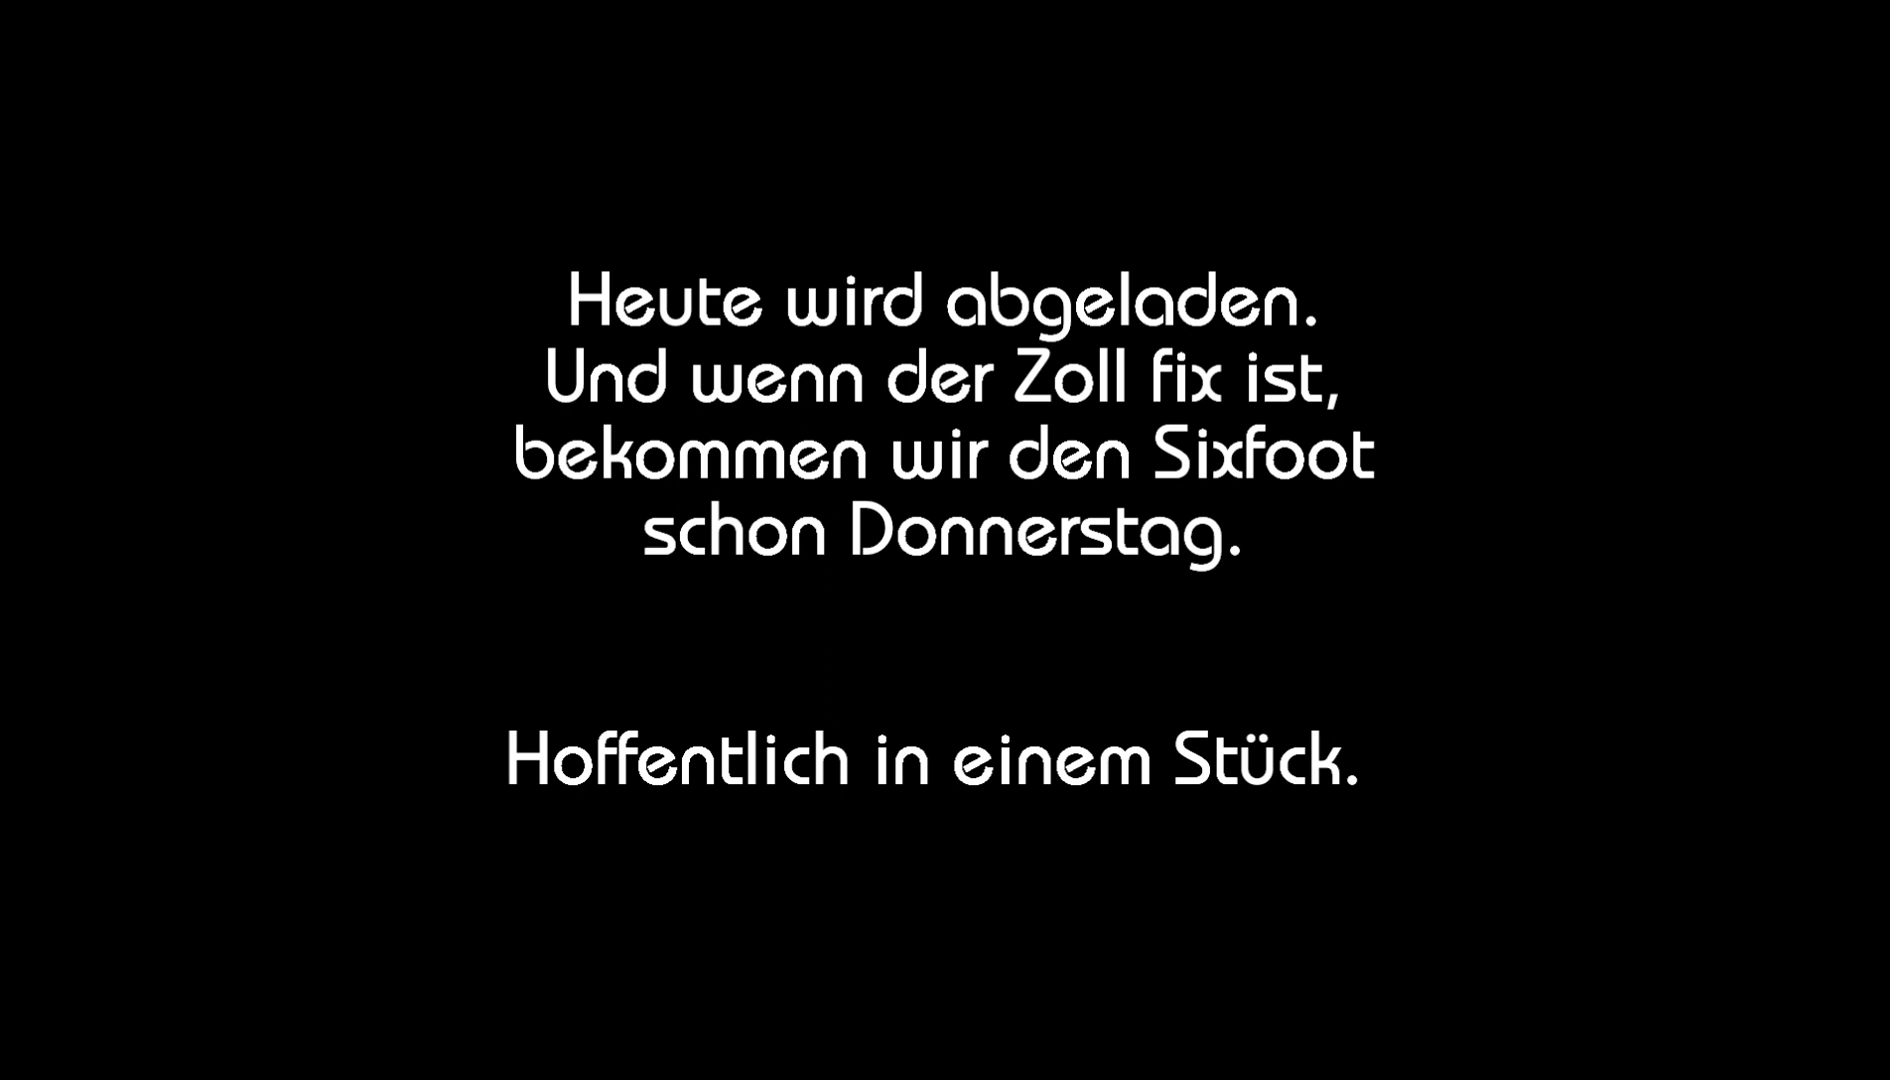 Heute wird abgeladen.
Und wenn der Zoll fix ist,
bekommen wir den Sixfoot
schon Donnerstag.
Hoffentlich in einem Stück.